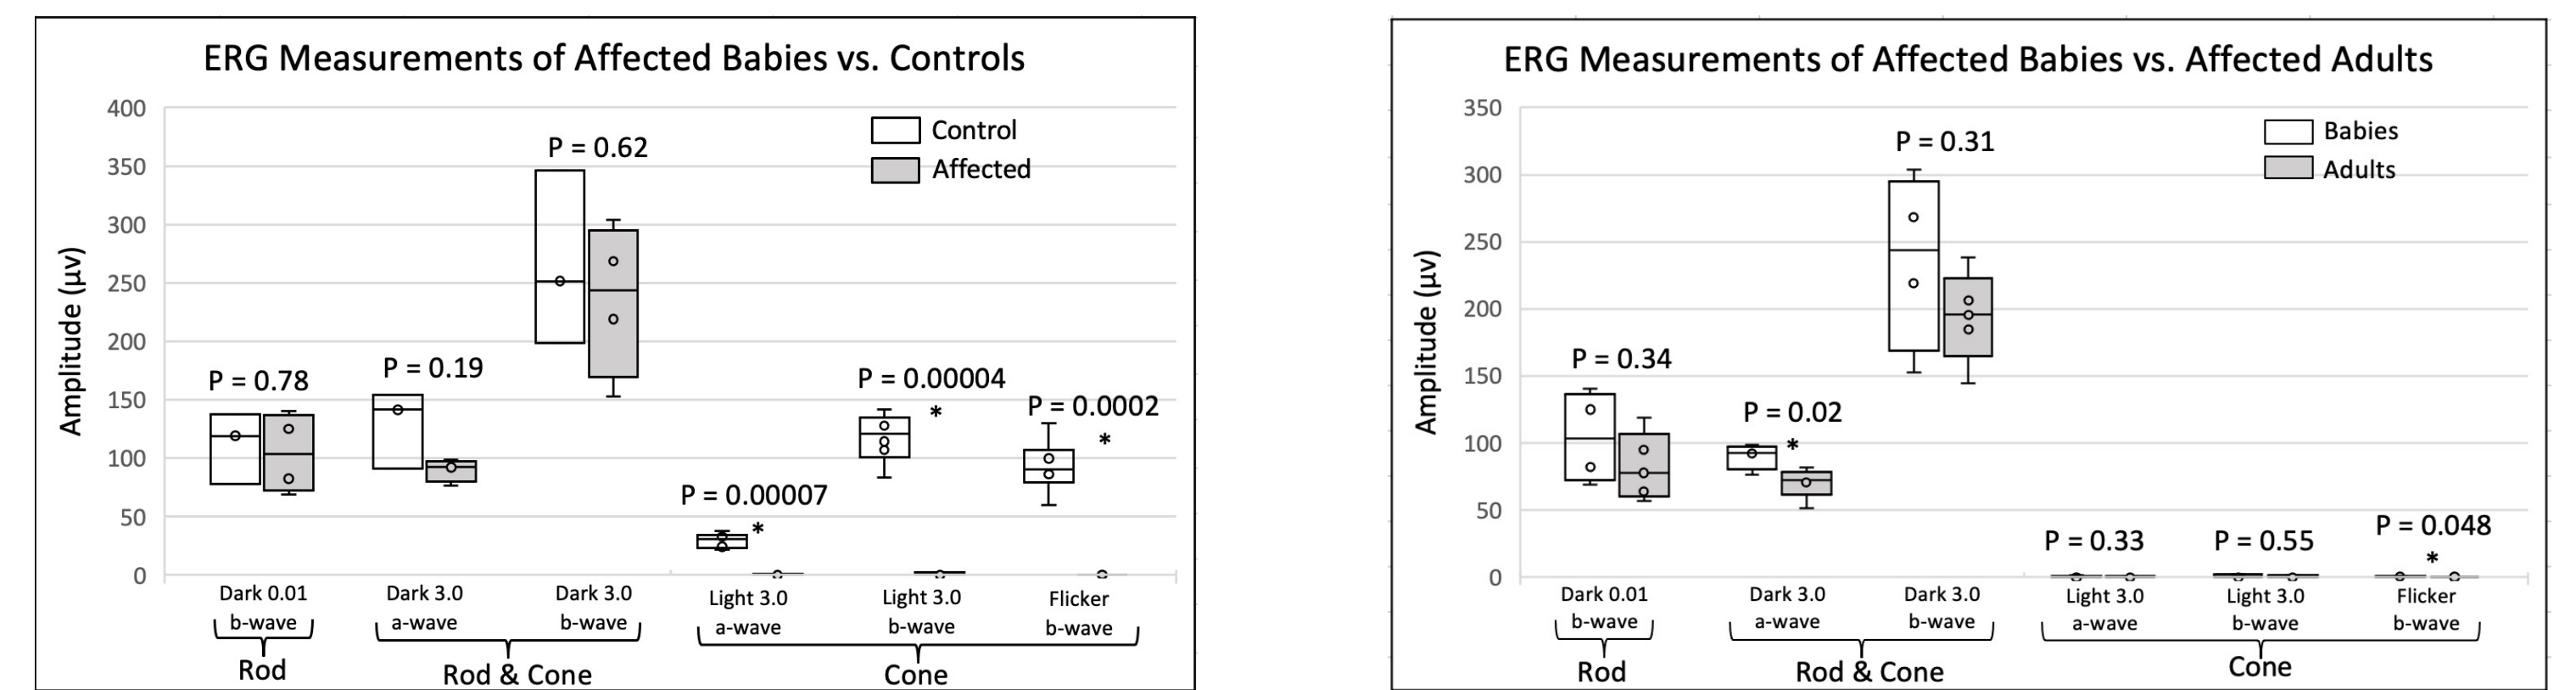 ERG Measurements of Affected Babies vs. Controls
400
350
300
250
200
150
100
50
0
Amplitude (μv)
Control
Affected
P = 0.78
P = 0.19
P = 0.62
P = 0.00007
*
P = 0.00004
*
P = 0.0002
*
Dark 0.01
b-wave
Dark 3.0
a-wave
Dark 3.0
b-wave
Light 3.0
a-wave
Light 3.0
b-wave
Flicker
b-wave
Rod
Rod & Cone
Cone
ERG Measurements of Affected Babies vs. Affected Adults
350
300
250
200
150
100
50
0
Amplitude (μv)
Babies
Adults
P = 0.34
P = 0.02
*
P = 0.31
P = 0.33
P = 0.55
P = 0.048
*
Dark 0.01
b-wave
Dark 3.0
a-wave
Dark 3.0
b-wave
Light 3.0
a-wave
Light 3.0
b-wave
Flicker
b-wave
Rod
Rod & Cone
Cone